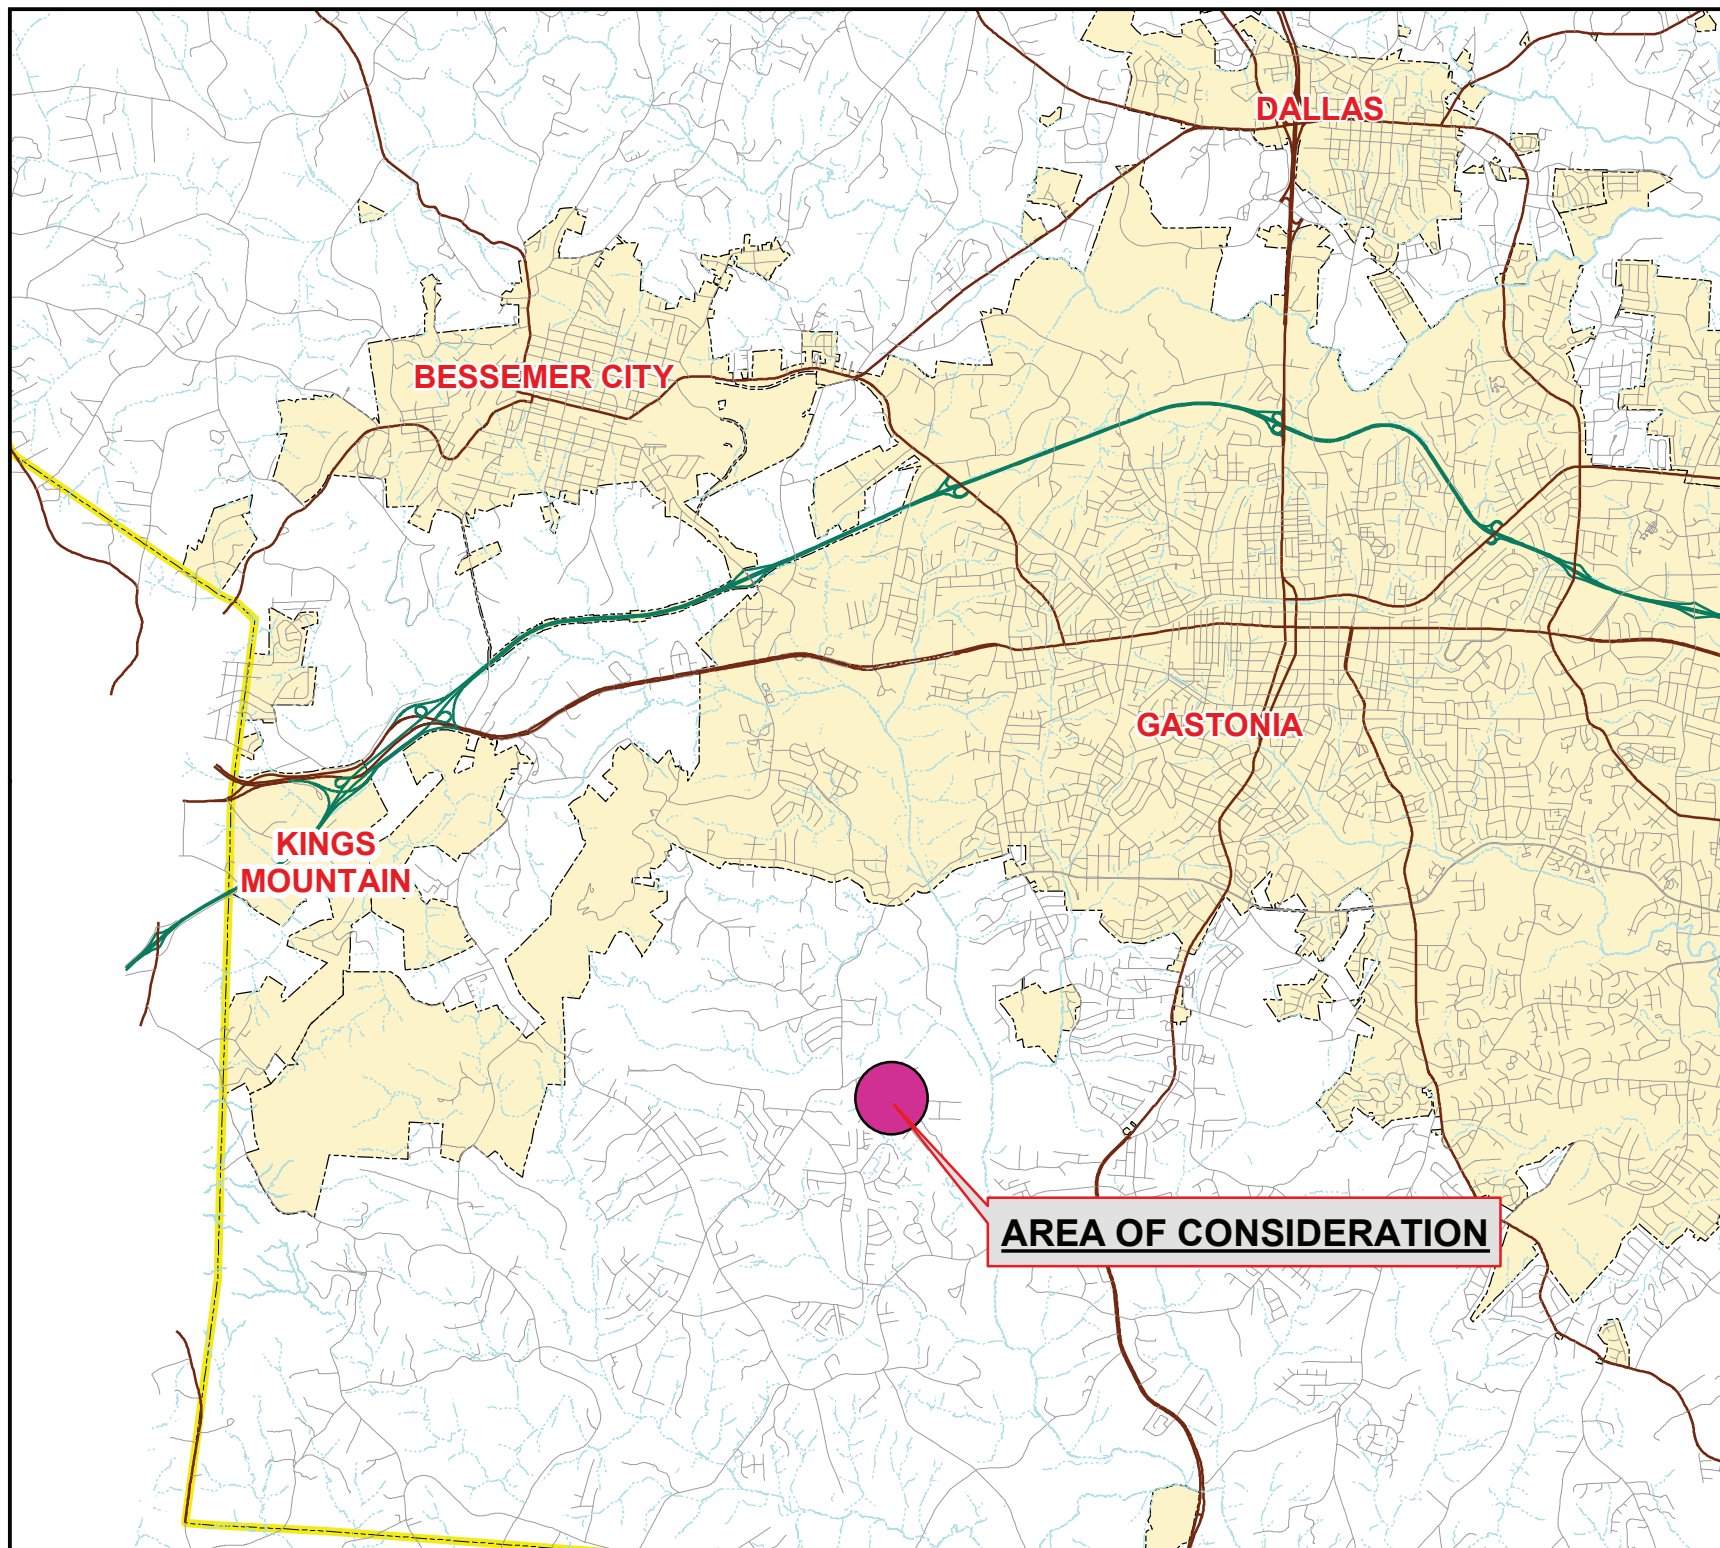 DALLAS
BESSEMER CITY
GASTONIA
KINGS
MOUNTAIN
AREA OF CONSIDERATION